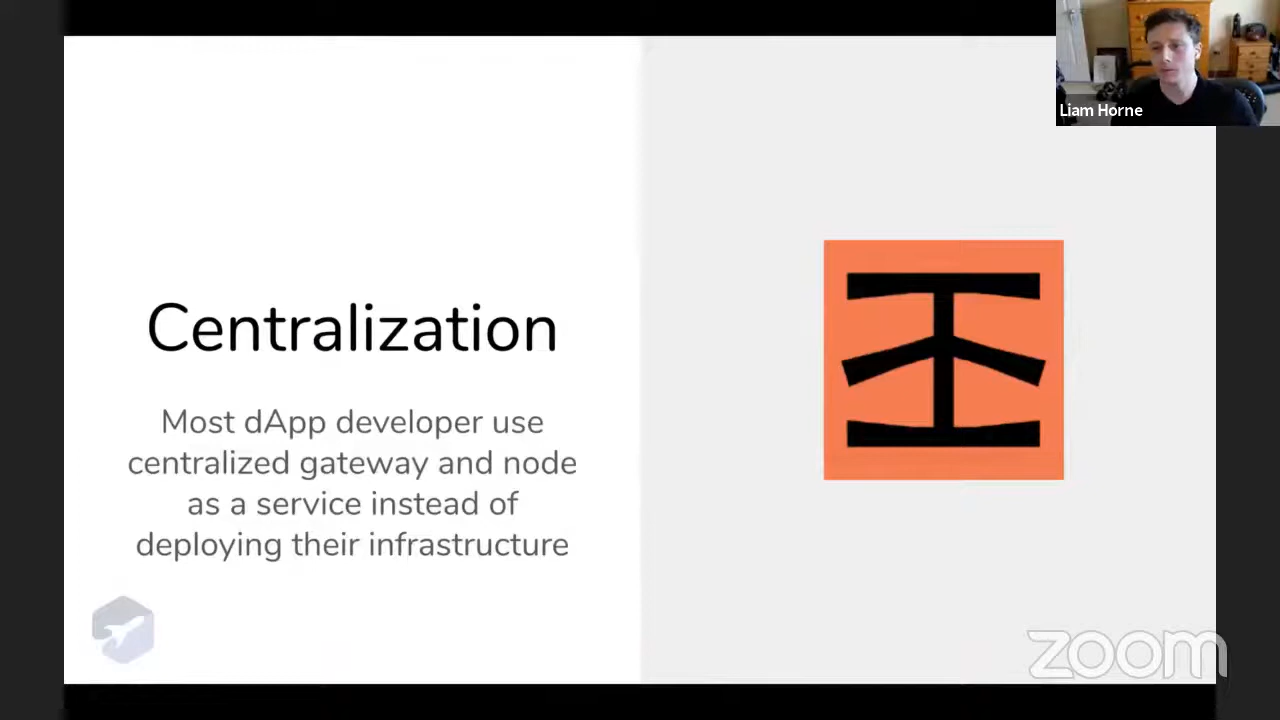 Liam Horne
Centralization
Most dApp developer use
centralized gateway and node
as a service instead of
deploying their infrastructure
zoom